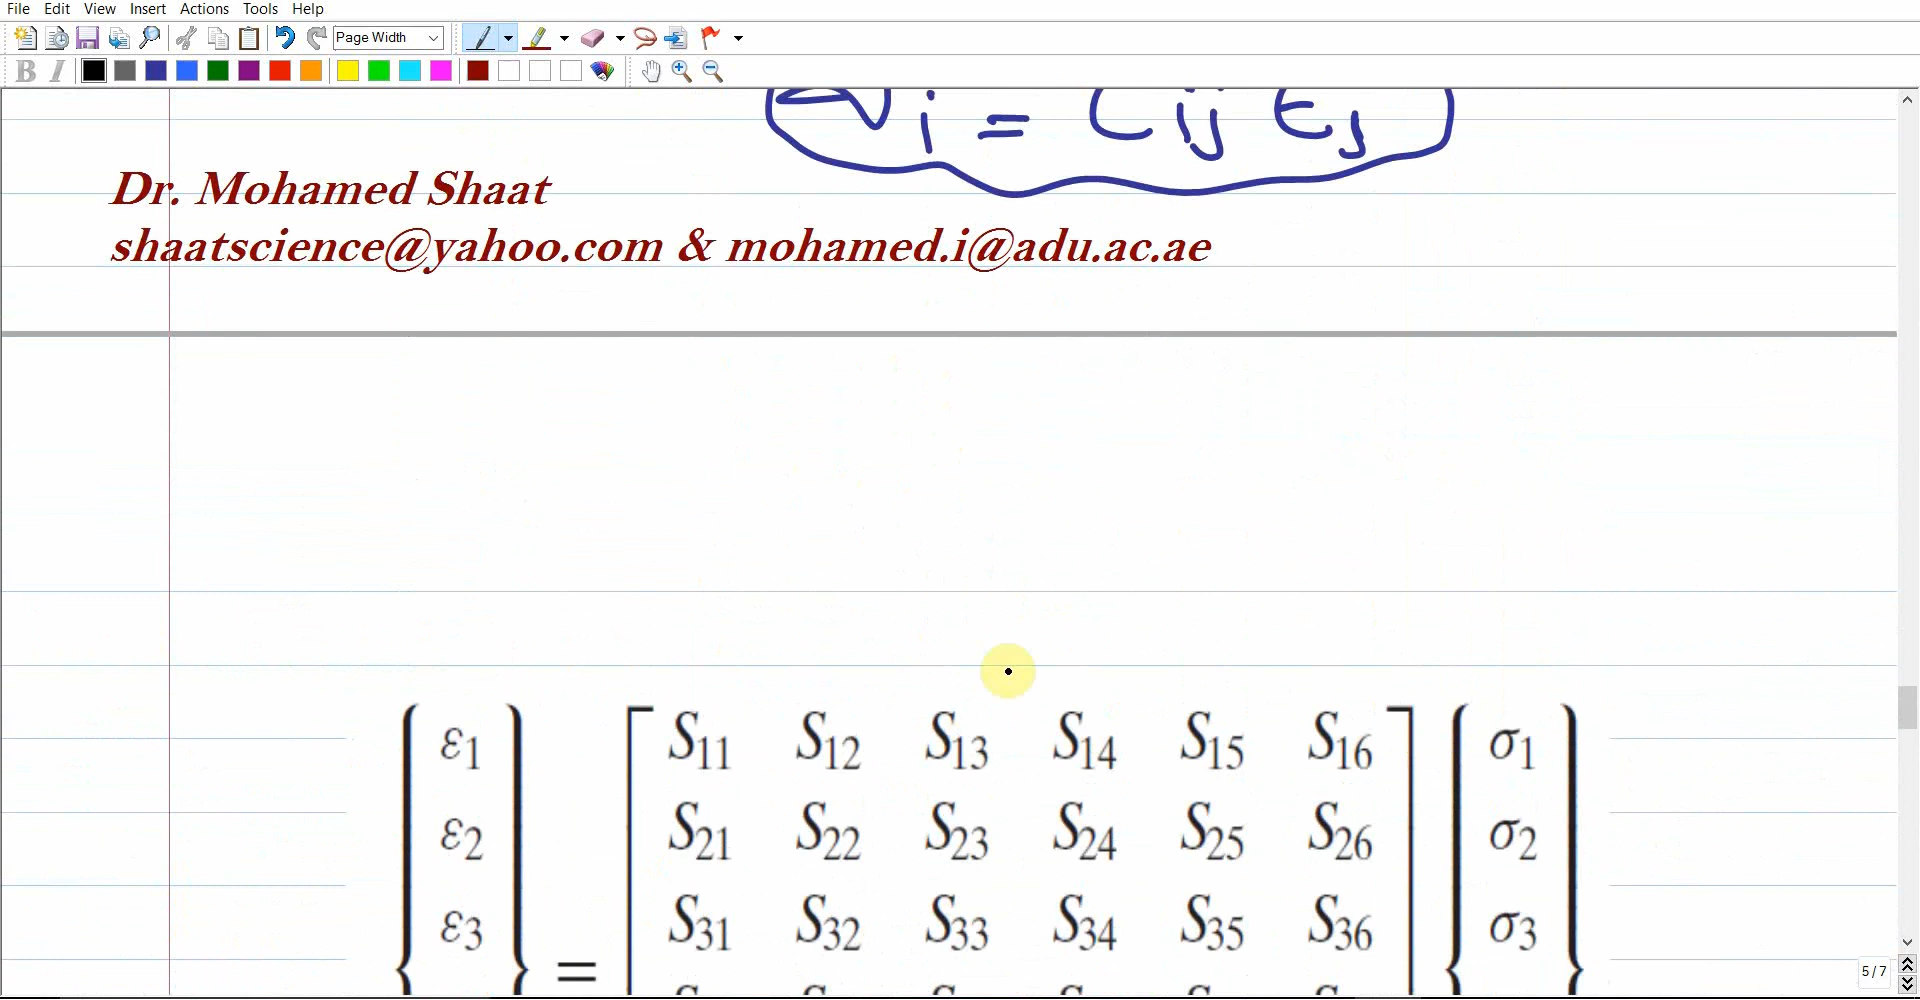 File Edit View Insert Actions Tools Help
Page Width
B I
σi = Cij Ej
Dr. Mohamed Shaat
shaatscience@yahoo.com & mohamed.i@adu.ac.ae
ε1 S11 S12 S13 S14 S15 S16 σ1
ε2 S21 S22 S23 S24 S25 S26 σ2
ε3 S31 S32 S33 S34 S35 S36 σ3
=
5 / 7